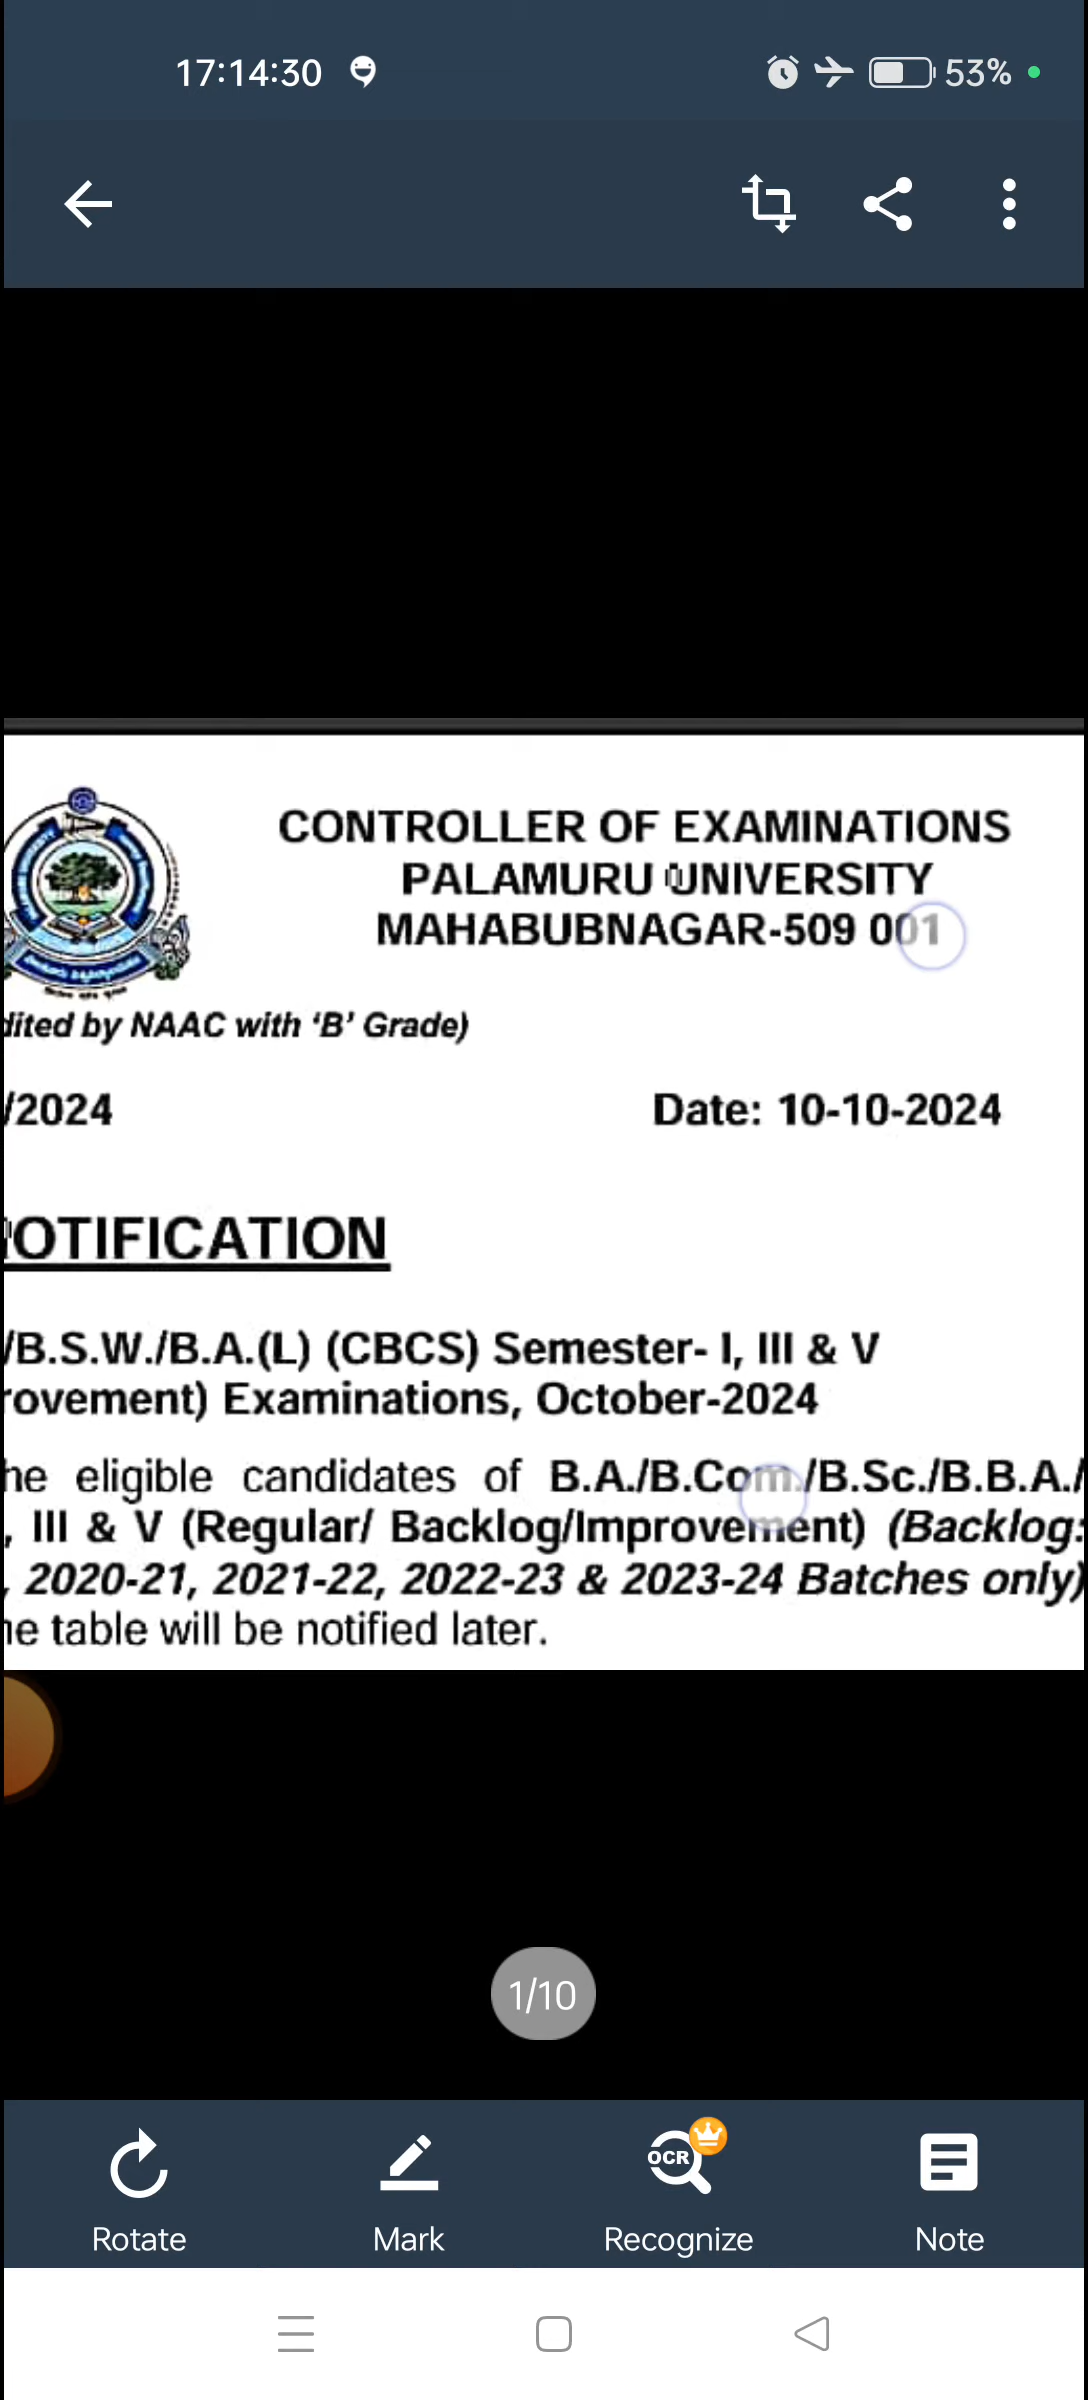 17:14:30 53%
CONTROLLER OF EXAMINATIONS
PALAMURU UNIVERSITY
MAHABUBNAGAR-509 001
dited by NAAC with ‘B’ Grade)
/2024 Date: 10-10-2024
OTIFICATION
/B.S.W./B.A.(L) (CBCS) Semester- I, III & V
rovement) Examinations, October-2024
he eligible candidates of B.A./B.Com./B.Sc./B.B.A./
, III & V (Regular/ Backlog/Improvement) (Backlog:
, 2020-21, 2021-22, 2022-23 & 2023-24 Batches only)
ne table will be notified later.
1/10
OCR
Rotate Mark Recognize Note